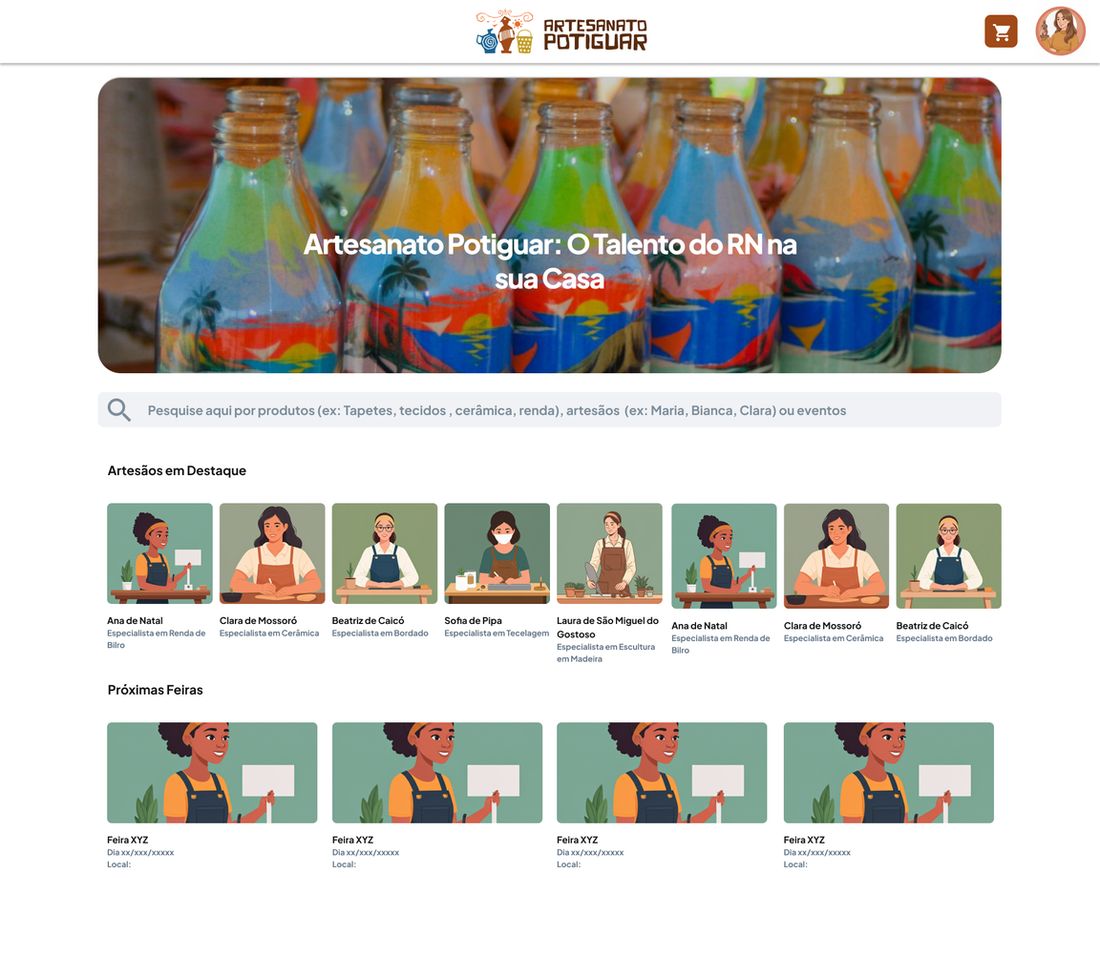 ARTESANATO
POTIGUAR
Artesanato Potiguar: O Talento do RN na
sua Casa
Pesquise aqui por produtos (ex: Tapetes, tecidos , cerâmica, renda), artesãos  (ex: Maria, Bianca, Clara) ou eventos
Artesãos em Destaque
Ana de Natal
Especialista em Renda de
Bilro
Clara de Mossoró
Especialista em Cerâmica
Beatriz de Caicó
Especialista em Bordado
Sofia de Pipa
Especialista em Tecelagem
Laura de São Miguel do
Gostoso
Especialista em Escultura
em Madeira
Ana de Natal
Especialista em Renda de
Bilro
Clara de Mossoró
Especialista em Cerâmica
Beatriz de Caicó
Especialista em Bordado
Próximas Feiras
Feira XYZ
Dia xx/xxx/xxxxx
Local:
Feira XYZ
Dia xx/xxx/xxxxx
Local:
Feira XYZ
Dia xx/xxx/xxxxx
Local:
Feira XYZ
Dia xx/xxx/xxxxx
Local: